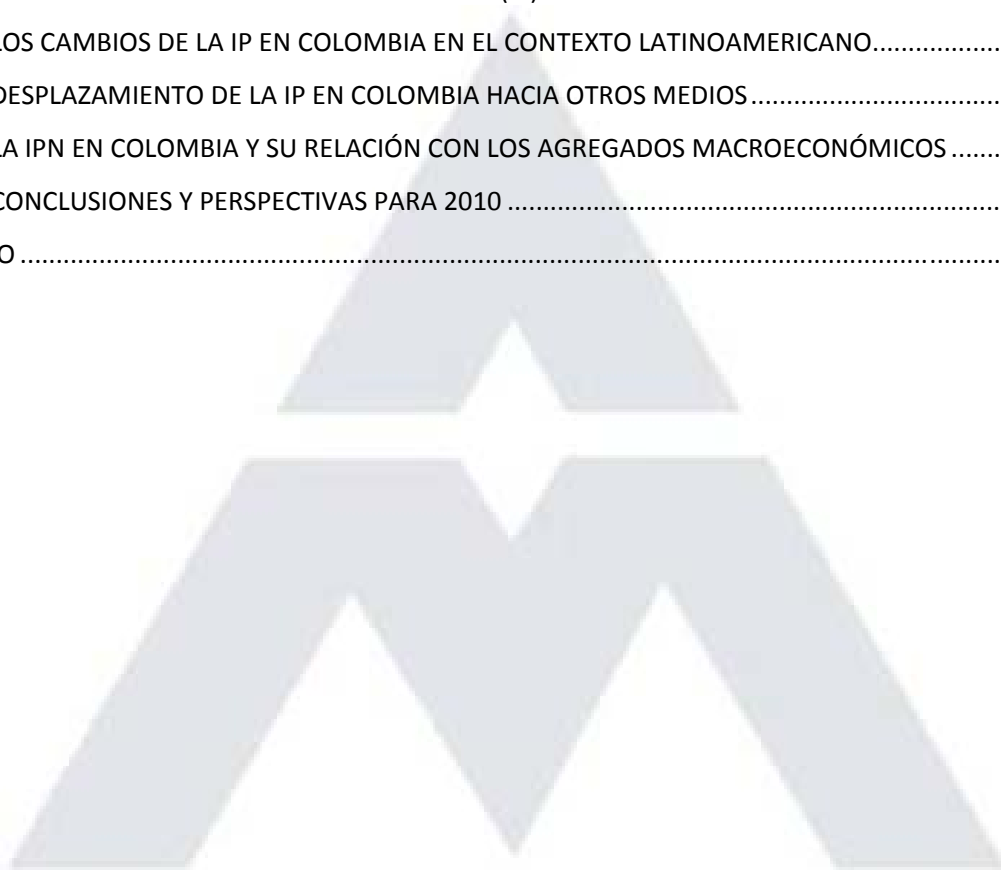 LOS CAMBIOS DE LA IP EN COLOMBIA EN EL CONTEXTO LATINOAMERICANO..................
DESPLAZAMIENTO DE LA IP EN COLOMBIA HACIA OTROS MEDIOS..................................
LA IPN EN COLOMBIA Y SU RELACIÓN CON LOS AGREGADOS MACROECONÓMICOS.......
CONCLUSIONES Y PERSPECTIVAS PARA 2010......................................................................
O..........................................................................................................................................